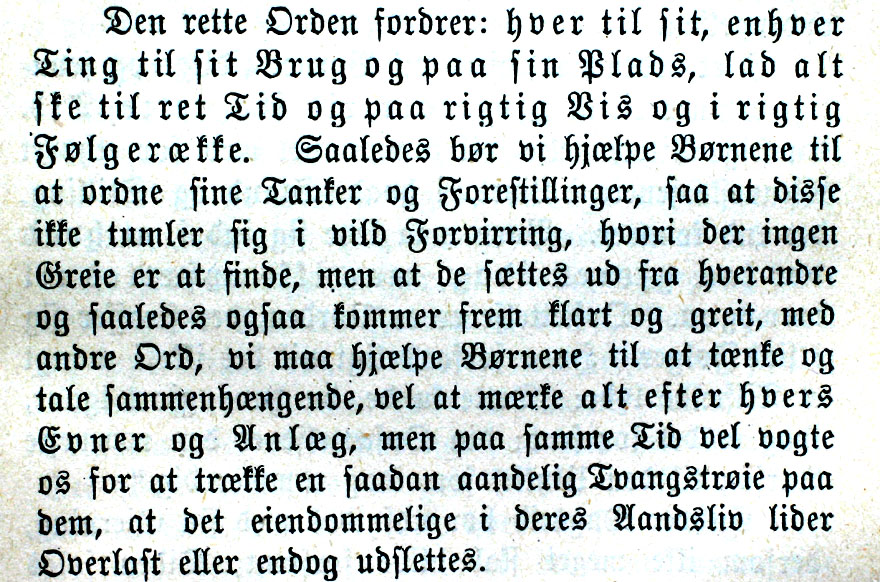 Den rette Orden fordrer: hver til sit, enhver
Ting til sit Brug og paa sin Plads, lad alt
ske til ret Tid og paa rigtig Vis og i rigtig
Følgerække. Saaledes bør vi hjælpe Børnene til
at ordne sine Tanker og Forestillinger, saa at disse
ikke tumler sig i vild Forvirring, hvori der ingen
Greie er at finde, men at de sættes ud fra hverandre
og saaledes ogsaa kommer frem klart og greit, med
andre Ord, vi maa hjælpe Børnene til at tænke og
tale sammenhængende, vel at mærke alt efter hvers
Evner og Anlæg, men paa samme Tid vel vogte
os for at trække en saadan aandelig Tvangstrøie paa
dem, at det eiendommelige i deres Aandsliv lider
Overlast eller endog udslettes.